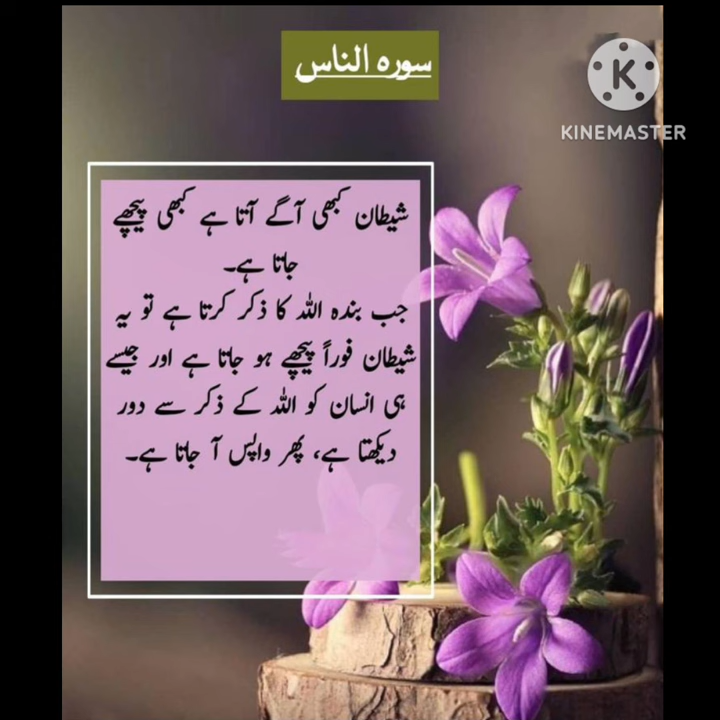 سورہ الناس
KINEMASTER
شیطان کبھی آگے آتا ہے کبھی پیچھے
جاتا ہے۔
جب بندہ اللہ کا ذکر کرتا ہے تو یہ
شیطان فوراً پیچھے ہو جاتا ہے اور جیسے
ہی انسان کو اللہ کے ذکر سے دور
دیکھتا ہے، پھر واپس آ جاتا ہے۔